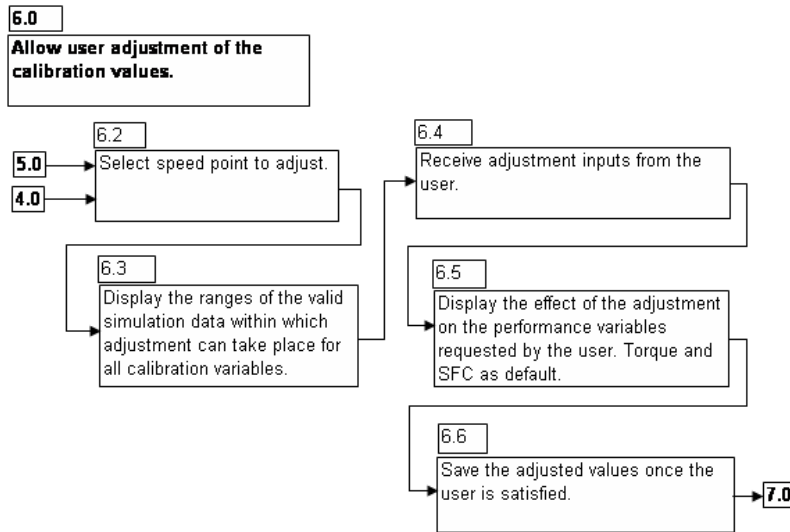 6.0
Allow user adjustment of the
calibration values.
6.2
5.0
Select speed point to adjust.
4.0
6.3
Display the ranges of the valid
simulation data within which
adjustment can take place for
all calibration variables.
6.4
Receive adjustment inputs from the
user.
6.5
Display the effect of the adjustment
on the performance variables
requested by the user. Torque and
SFC as default.
6.6
Save the adjusted values once the
user is satisfied.
7.0